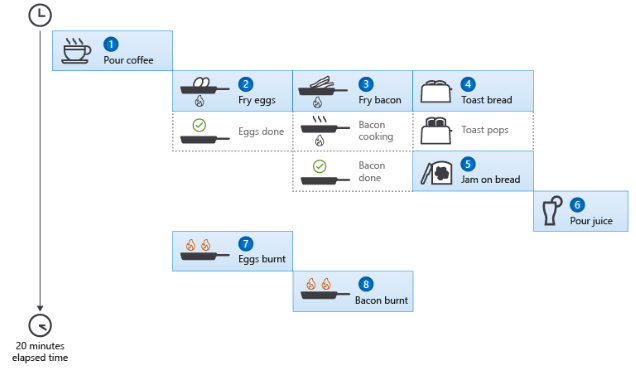 1
Pour coffee
2
Fry eggs
3
Fry bacon
4
Toast bread
Eggs done
Bacon
cooking
Toast pops
Bacon
done
5
Jam on bread
6
Pour juice
7
Eggs burnt
8
Bacon burnt
20 minutes
elapsed time